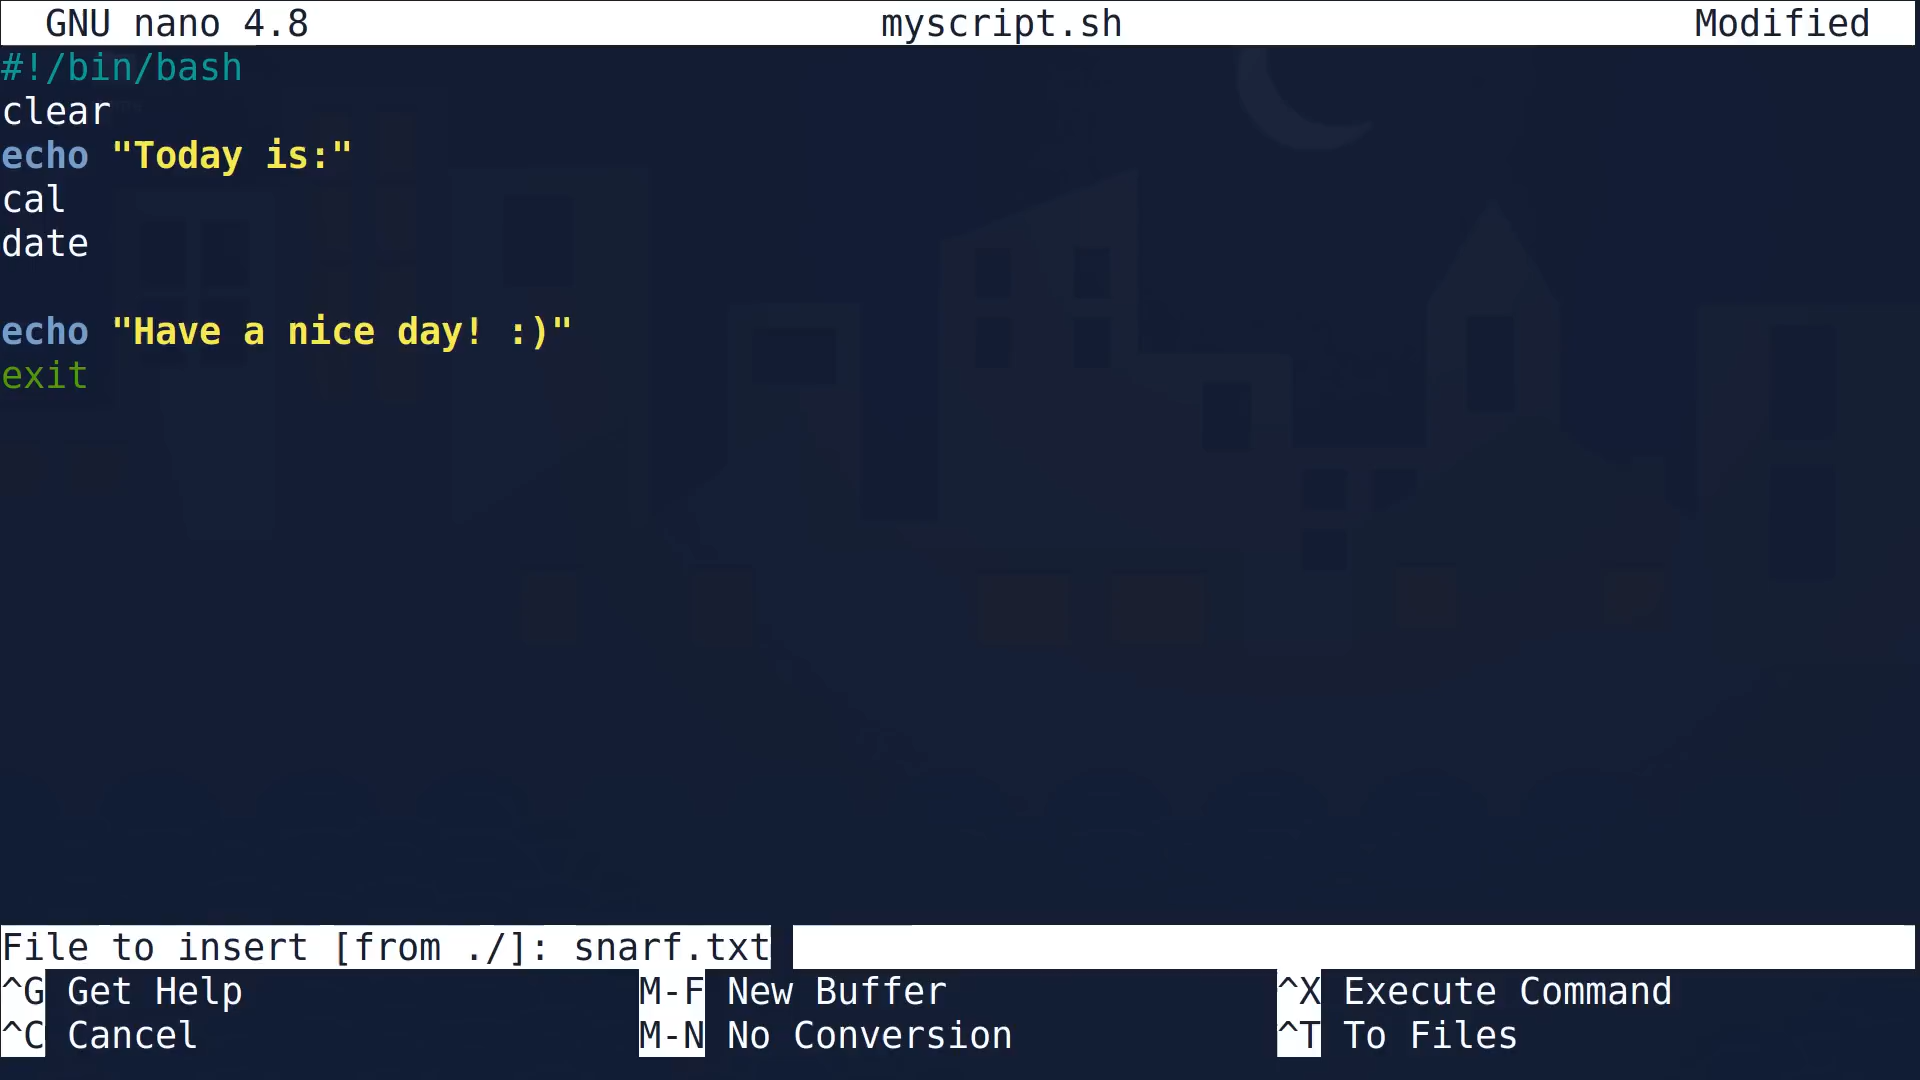 GNU nano 4.8 myscript.sh Modified
#!/bin/bash
clear
echo "Today is:"
cal
date
echo "Have a nice day! :)"
exit
File to insert [from ./]: snarf.txt
^G Get Help M-F New Buffer ^X Execute Command
^C Cancel M-N No Conversion ^T To Files